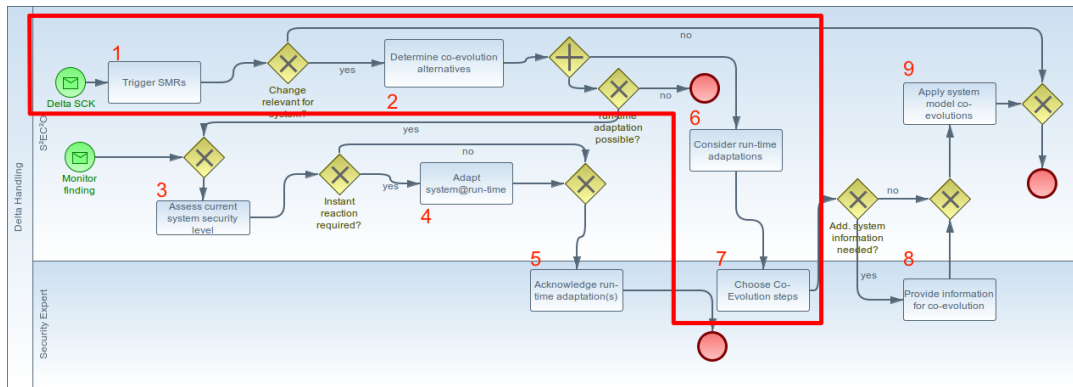 Delta Handling
S²EC²O
Security Expert
1
Trigger SMRs
Delta SCK
Change
relevant for
system?
yes
no
2
Determine co-evolution
alternatives
run-time
adaptation
possible?
no
yes
6
Consider run-time
adaptations
9
Apply system
model co-
evolutions
Monitor
finding
3
Assess current
system security
level
Instant
reaction
required?
no
yes
4
Adapt
system@run-time
5
Acknowledge run-
time adaptation(s)
7
Choose Co-
Evolution steps
Add. system
information
needed?
no
yes
8
Provide information
for co-evolution